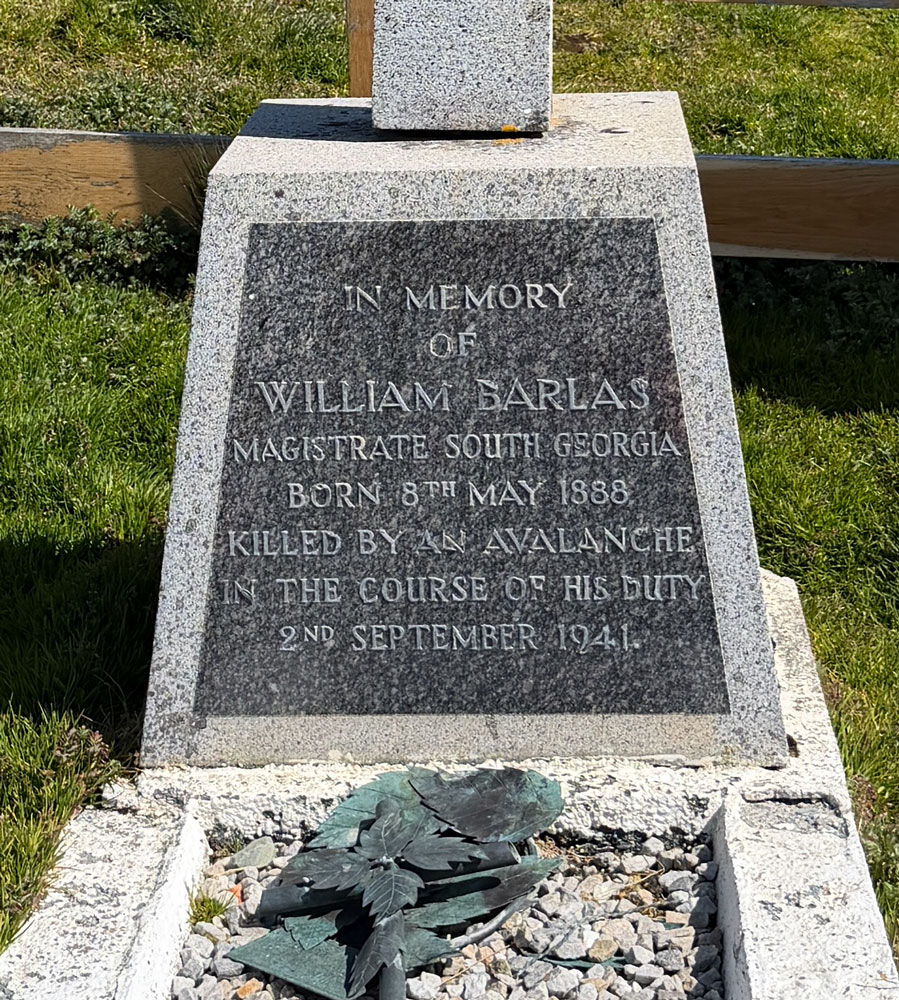 IN MEMORY
OF
WILLIAM BARLAS
MAGISTRATE SOUTH GEORGIA
BORN 8TH MAY 1888
KILLED BY AN AVALANCHE
IN THE COURSE OF HIS DUTY
2ND SEPTEMBER 1941.